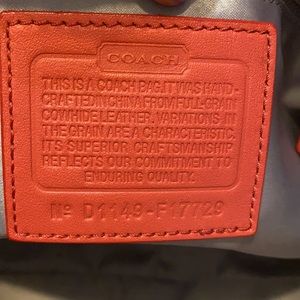 COACH
THIS IS A COACH BAG.IT WAS HAND-
CRAFTED IN CHINA FROM FULL-GRAIN
COWHIDE LEATHER. VARIATIONS IN
THE GRAIN ARE A CHARACTERISTIC.
ITS SUPERIOR CRAFTSMANSHIP
REFLECTS OUR COMMITMENT TO
ENDURING QUALITY.
Nº D1149-F17729